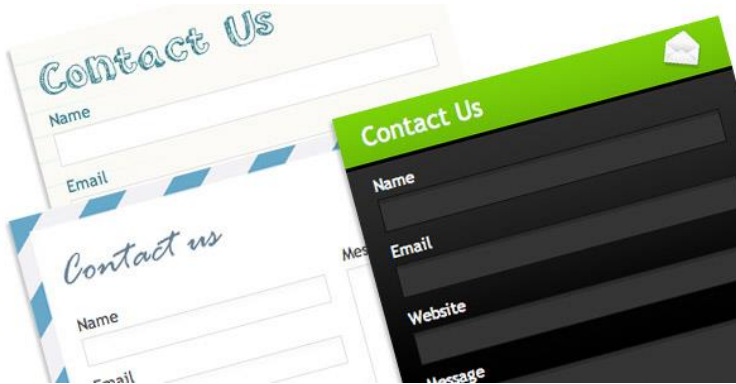 Contact Us
Name
Email
Contact us
Name
Email
Mes
Contact Us
Name
Email
Website
Message